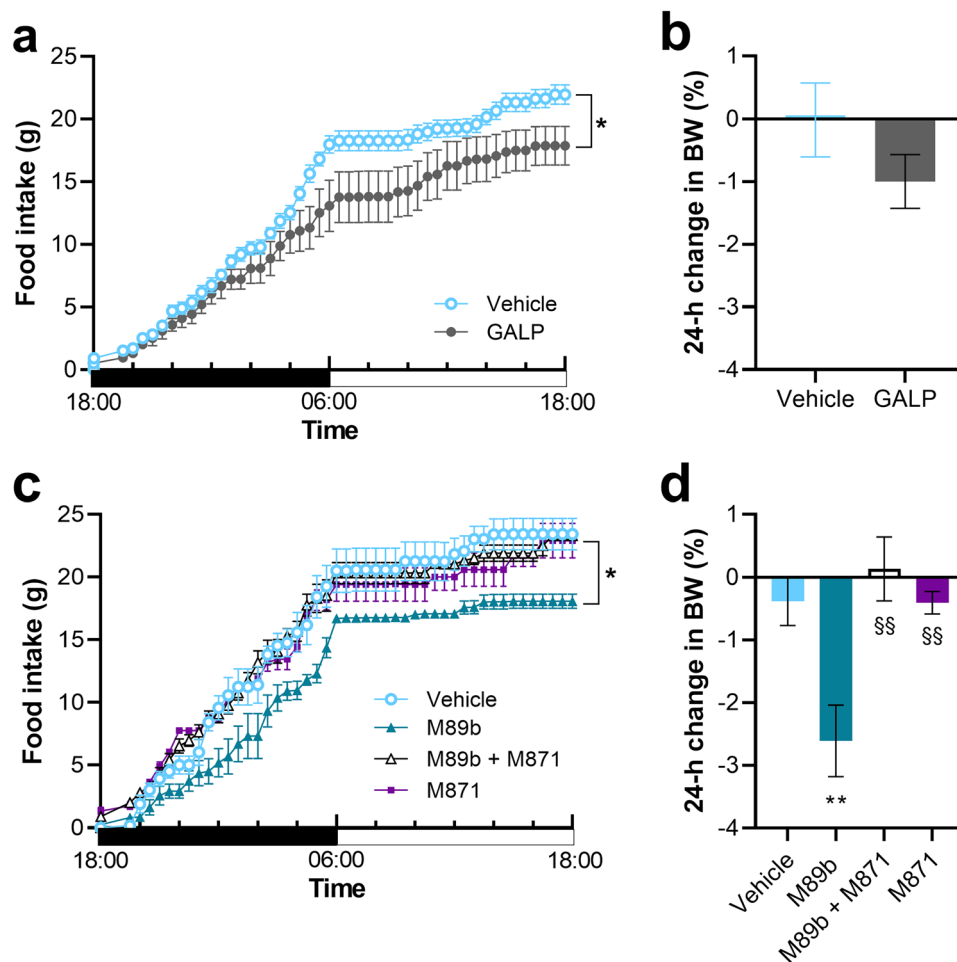 a
Food intake (g)
25
20
15
10
5
0
*
Vehicle
GALP
18:00
06:00
18:00
Time
b
24-h change in BW (%)
1
0
-1
-2
-3
-4
Vehicle
GALP
c
Food intake (g)
25
20
15
10
5
0
*
Vehicle
M89b
M89b + M871
M871
18:00
06:00
18:00
Time
d
24-h change in BW (%)
1
0
-1
-2
-3
-4
**
§§
§§
Vehicle
M89b
M89b + M871
M871